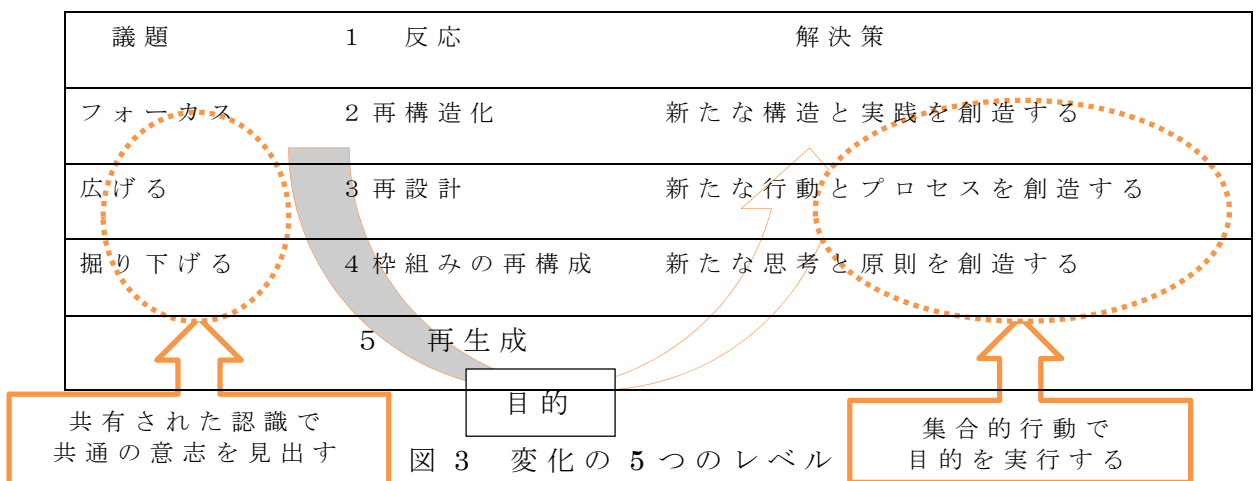 議題 1 反応 解決策
フォーカス 2再構造化 新たな構造と実践を創造する
広げる 3再設計 新たな行動とプロセスを創造する
掘り下げる 4枠組みの再構成 新たな思考と原則を創造する
5 再生成
目的
共有された認識で
共通の意志を見出す
集合的行動で
目的を実行する
図 3 変化の 5つのレベル